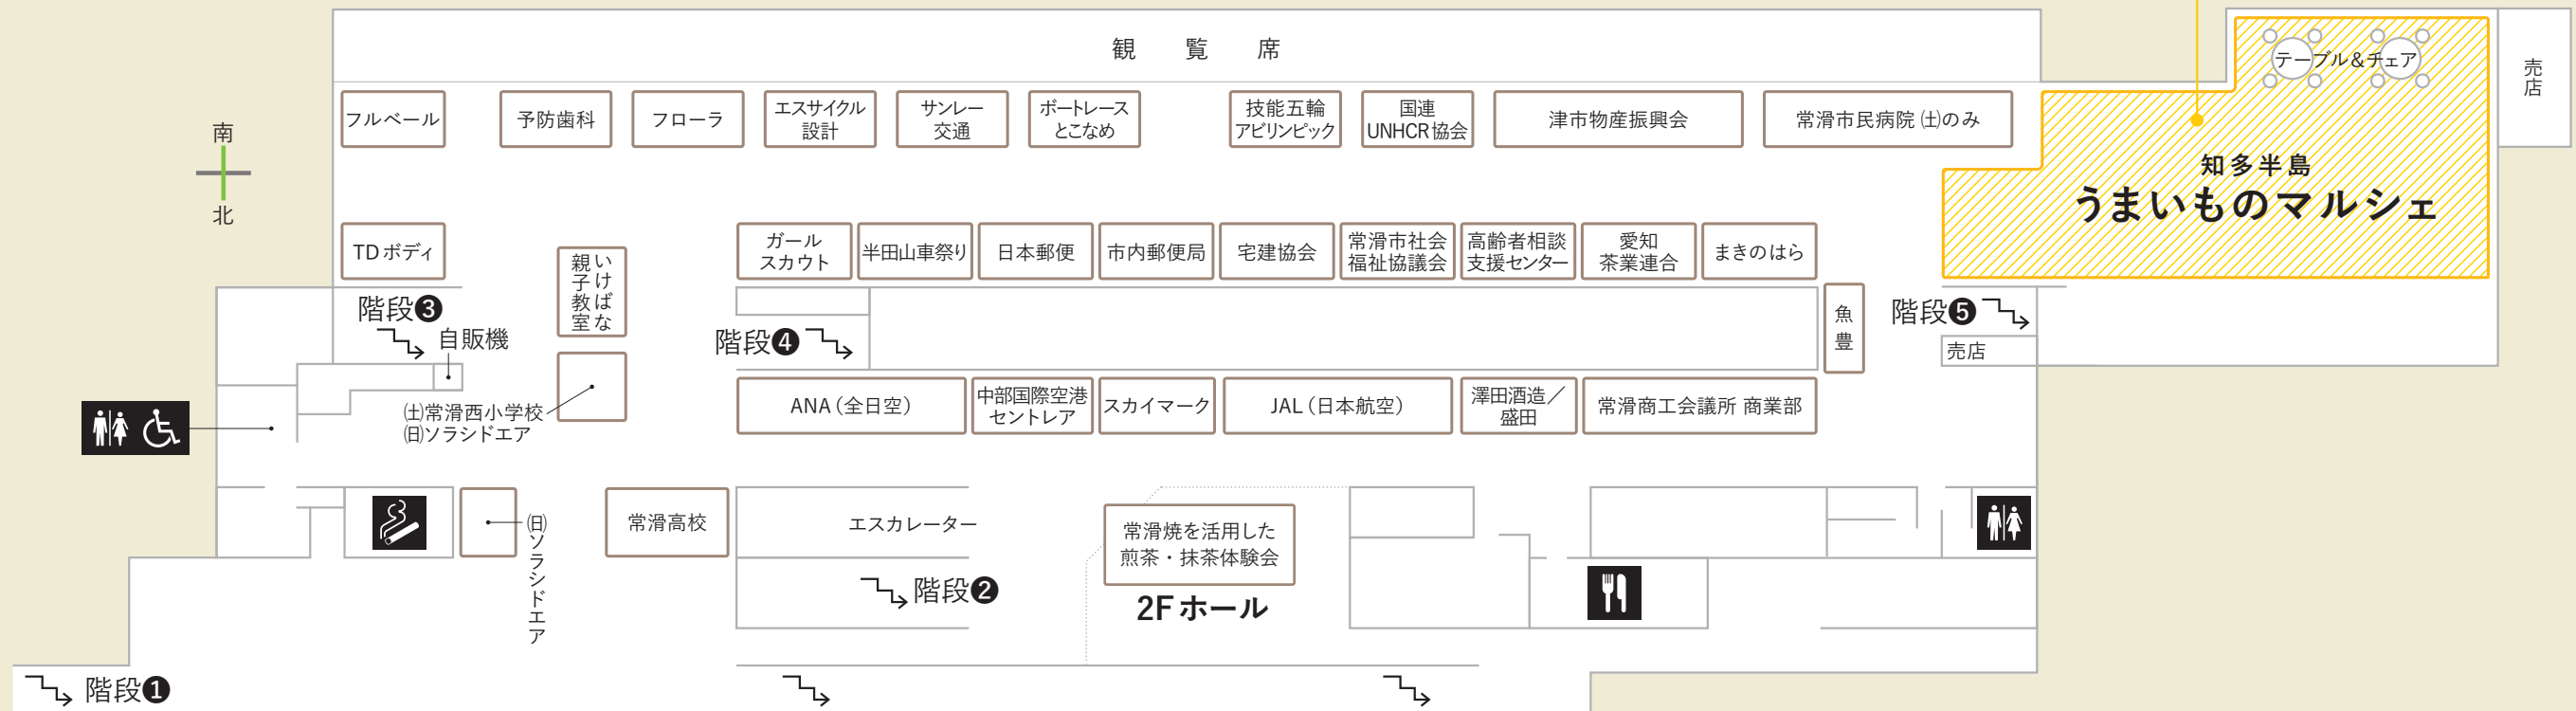 観覧席
テーブル＆チェア
売店
フルベール
予防歯科
フローラ
エスサイクル
設計
サンレー
交通
ボートレース
とこなめ
技能五輪
アビリンピック
国連
UNHCR協会
津市物産振興会
常滑市民病院㈯のみ
南
北
知多半島
うまいものマルシェ
TDボディ
いけばな
親子教室
ガール
スカウト
半田山車祭り
日本郵便
市内郵便局
宅建協会
常滑市社会
福祉協議会
高齢者相談
支援センター
愛知
茶業連合
まきのはら
階段❸
自販機
階段❹
魚豊
階段❺
売店
㈯常滑西小学校
㈰ソラシドエア
ANA（全日空）
中部国際空港
セントレア
スカイマーク
JAL（日本航空）
澤田酒造／
盛田
常滑商工会議所 商業部
㈰ソラシドエア
常滑高校
エスカレーター
常滑焼を活用した
煎茶・抹茶体験会
2Fホール
階段❷
階段❶